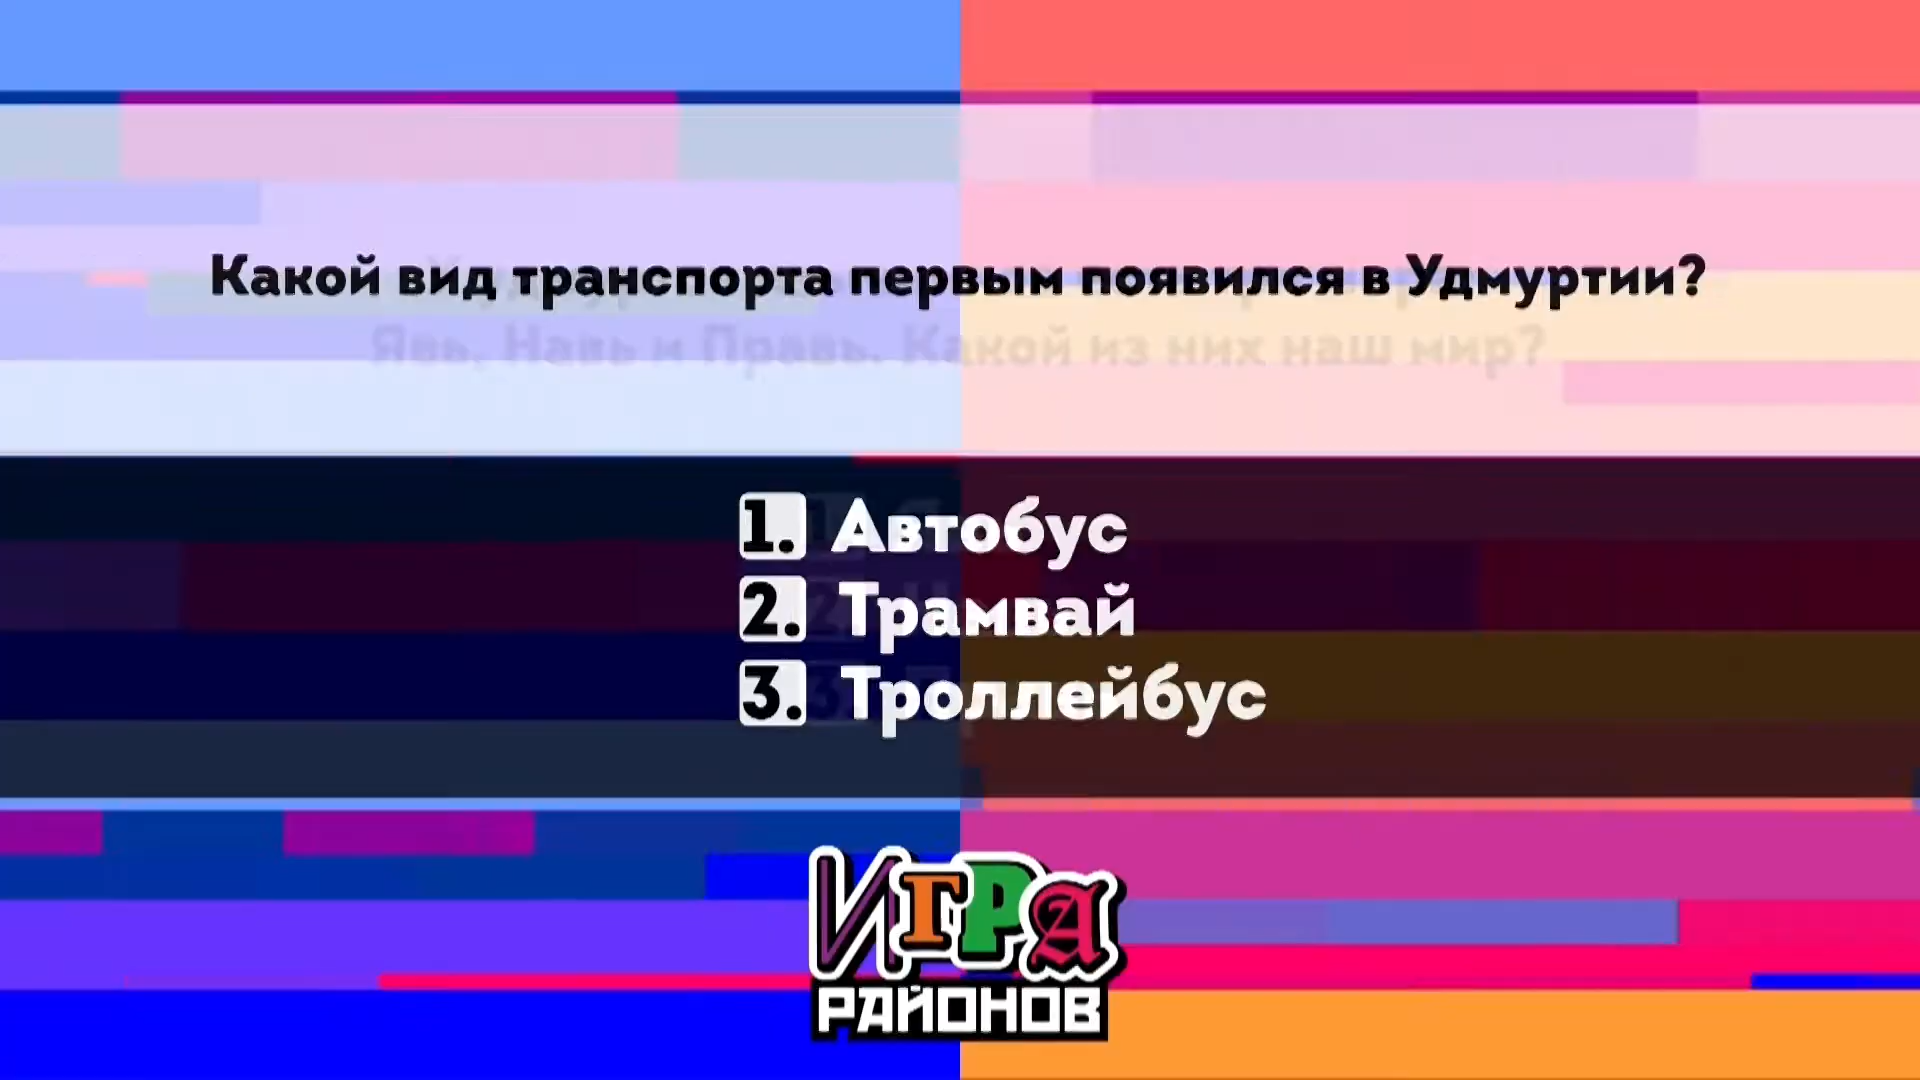 Какой вид транспорта первым появился в Удмуртии?
Явь, Навь и Правь. Какой из них наш мир?
1. Автобус
2. Трамвай
3. Троллейбус
ИГРА
РАЙОНОВ